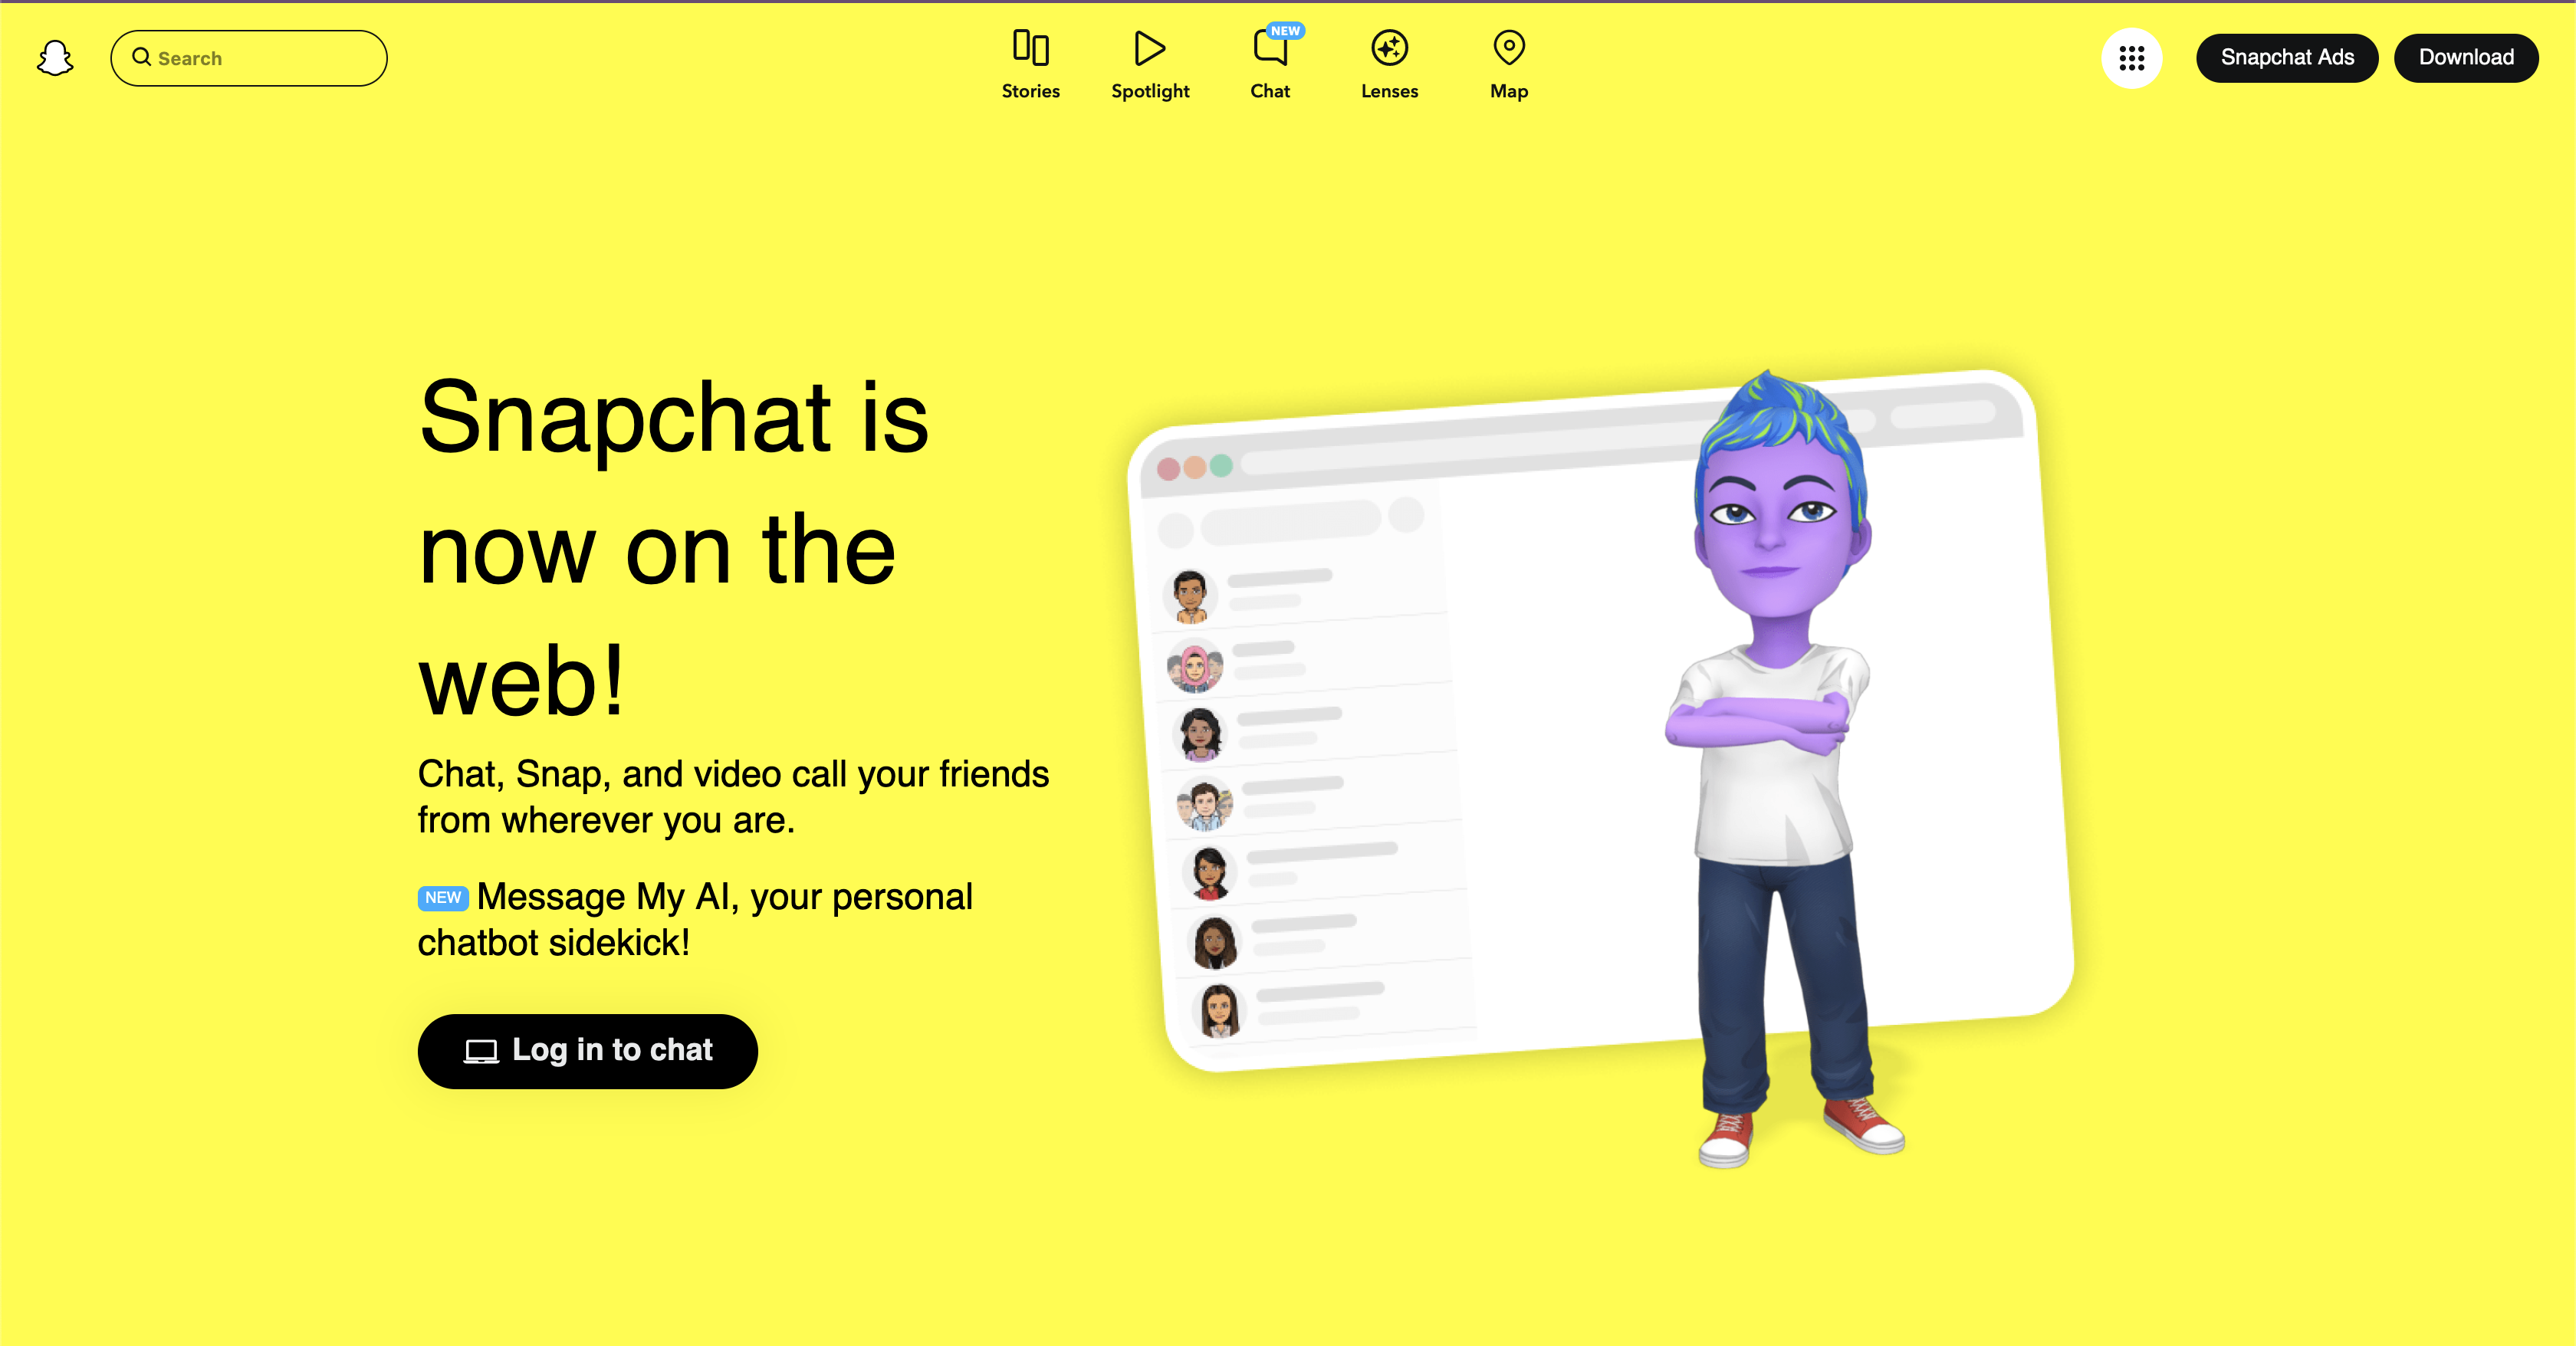 Search
NEW
Stories
Spotlight
Chat
Lenses
Map
Snapchat Ads
Download
Snapchat is
now on the
web!
Chat, Snap, and video call your friends
from wherever you are.
NEW Message My AI, your personal
chatbot sidekick!
Log in to chat